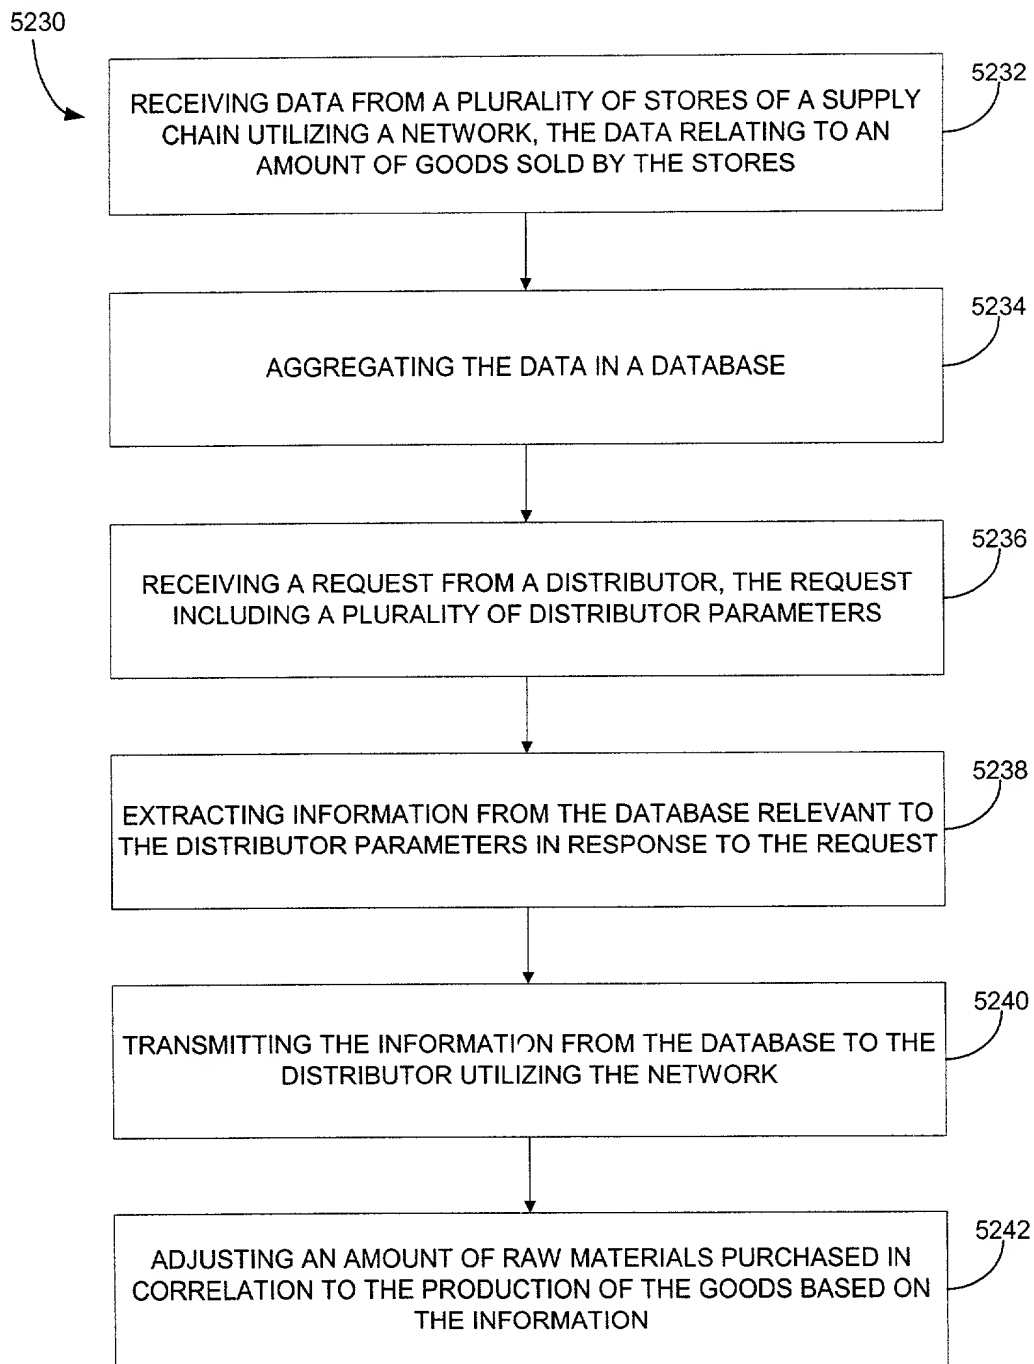 5230
5232
RECEIVING DATA FROM A PLURALITY OF STORES OF A SUPPLY
CHAIN UTILIZING A NETWORK, THE DATA RELATING TO AN
AMOUNT OF GOODS SOLD BY THE STORES
5234
AGGREGATING THE DATA IN A DATABASE
5236
RECEIVING A REQUEST FROM A DISTRIBUTOR, THE REQUEST
INCLUDING A PLURALITY OF DISTRIBUTOR PARAMETERS
5238
EXTRACTING INFORMATION FROM THE DATABASE RELEVANT TO
THE DISTRIBUTOR PARAMETERS IN RESPONSE TO THE REQUEST
5240
TRANSMITTING THE INFORMATION FROM THE DATABASE TO THE
DISTRIBUTOR UTILIZING THE NETWORK
5242
ADJUSTING AN AMOUNT OF RAW MATERIALS PURCHASED IN
CORRELATION TO THE PRODUCTION OF THE GOODS BASED ON
THE INFORMATION